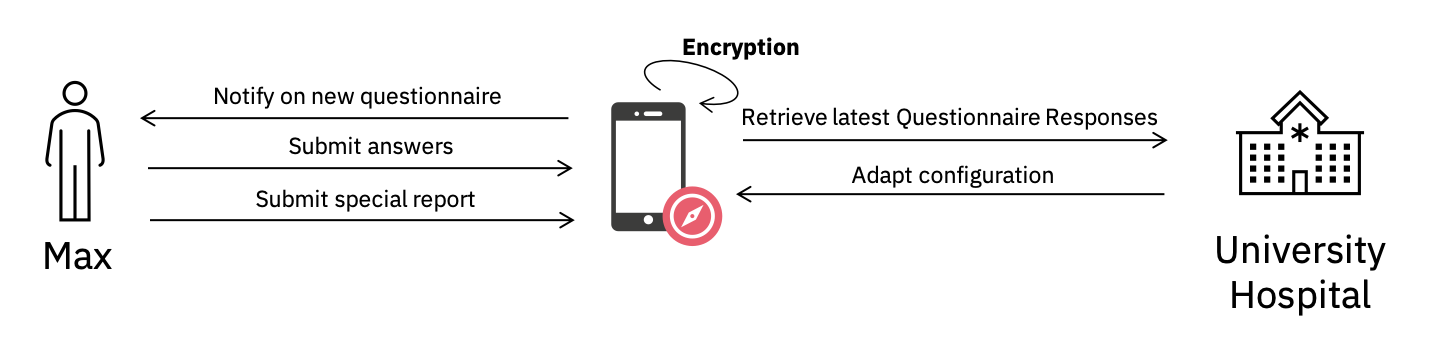 Encryption
Notify on new questionnaire
Retrieve latest Questionnaire Responses
Submit answers
Adapt configuration
Submit special report
Max
University
Hospital